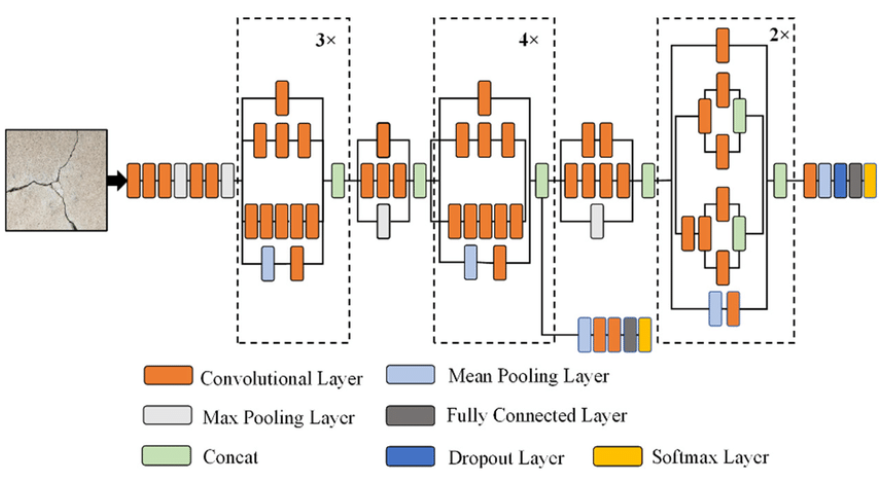 3×
4×
2×
Convolutional Layer
Mean Pooling Layer
Max Pooling Layer
Fully Connected Layer
Concat
Dropout Layer
Softmax Layer